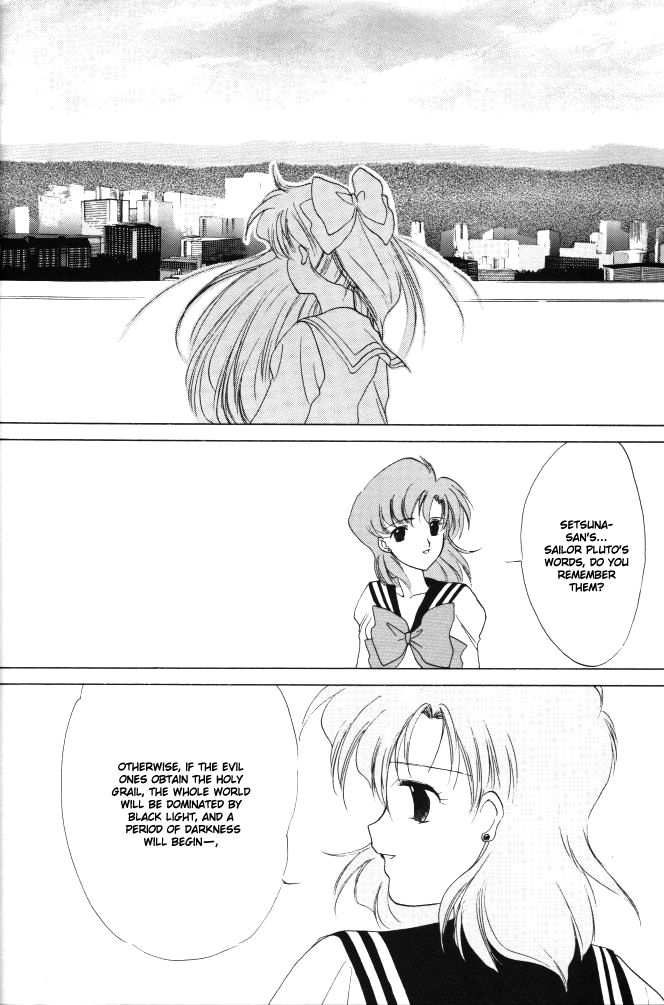 SETSUNA-
SAN'S...
SAILOR PLUTO'S
WORDS, DO YOU
REMEMBER
THEM?
OTHERWISE, IF THE EVIL
ONES OBTAIN THE HOLY
GRAIL, THE WHOLE WORLD
WILL BE DOMINATED BY
BLACK LIGHT, AND A
PERIOD OF DARKNESS
WILL BEGIN—,